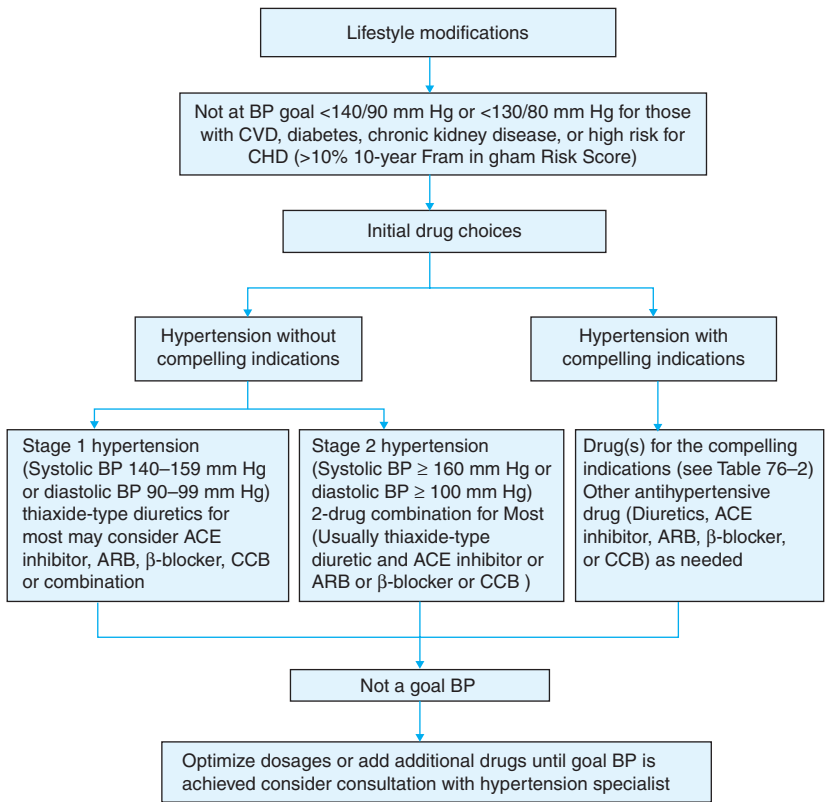 Lifestyle modifications
Not at BP goal <140/90 mm Hg or <130/80 mm Hg for those
with CVD, diabetes, chronic kidney disease, or high risk for
CHD (>10% 10-year Fram in gham Risk Score)
Initial drug choices
Hypertension without
compelling indications
Hypertension with
compelling indications
Stage 1 hypertension
(Systolic BP 140–159 mm Hg
or diastolic BP 90–99 mm Hg)
thiaxide-type diuretics for
most may consider ACE
inhibitor, ARB, β-blocker, CCB
or combination
Stage 2 hypertension
(Systolic BP ≥ 160 mm Hg or
diastolic BP ≥ 100 mm Hg)
2-drug combination for Most
(Usually thiaxide-type
diuretic and ACE inhibitor or
ARB or β-blocker or CCB )
Drug(s) for the compelling
indications (see Table 76–2)
Other antihypertensive
drug (Diuretics, ACE
inhibitor, ARB, β-blocker,
or CCB) as needed
Not a goal BP
Optimize dosages or add additional drugs until goal BP is
achieved consider consultation with hypertension specialist